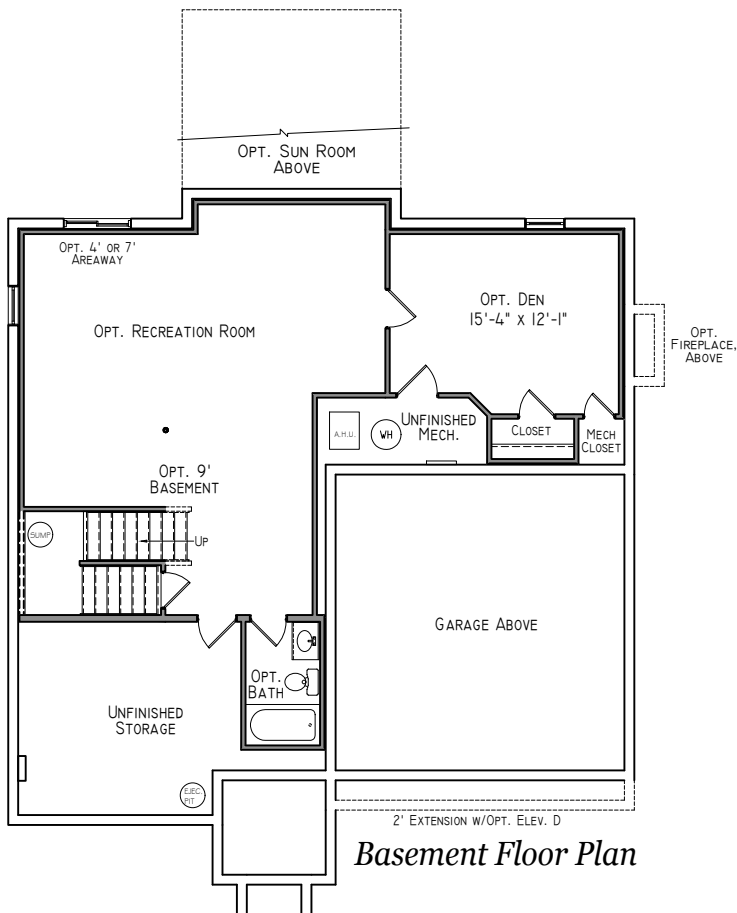 OPT. SUN ROOM
ABOVE
OPT. 4' OR 7'
AREAWAY
OPT. DEN
15'-4" X 12'-1"
OPT. RECREATION ROOM
OPT.
FIREPLACE,
ABOVE
UNFINISHED
MECH.
A.H.U.
WH
CLOSET
MECH
CLOSET
OPT. 9'
BASEMENT
SUMP
UP
GARAGE ABOVE
OPT.
BATH
UNFINISHED
STORAGE
EJEC.
PIT
2' EXTENSION W/OPT. ELEV. D
Basement Floor Plan